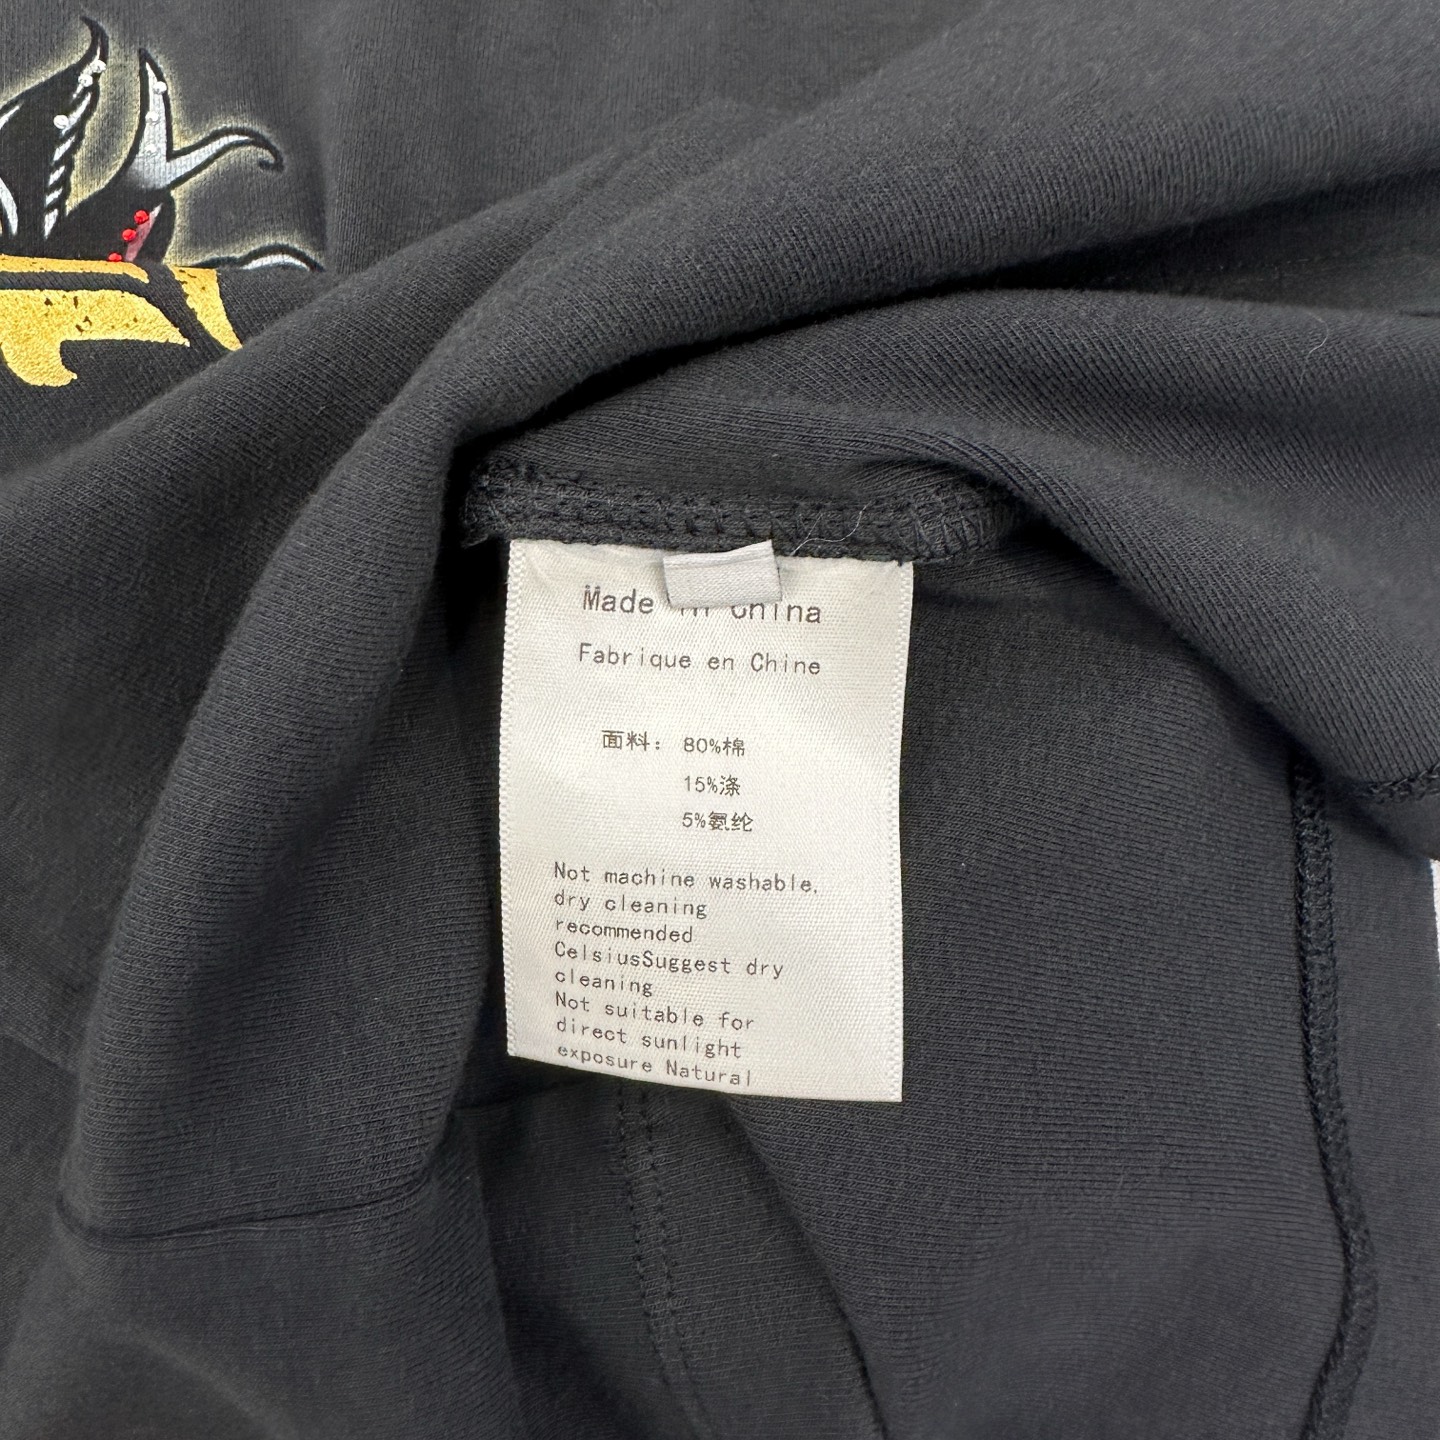 Made in China
Fabrique en Chine
面料： 80%棉
15%涤
5%氨纶
Not machine washable,
dry cleaning
recommended
CelsiusSuggest dry
cleaning
Not suitable for
direct sunlight
exposure Natural